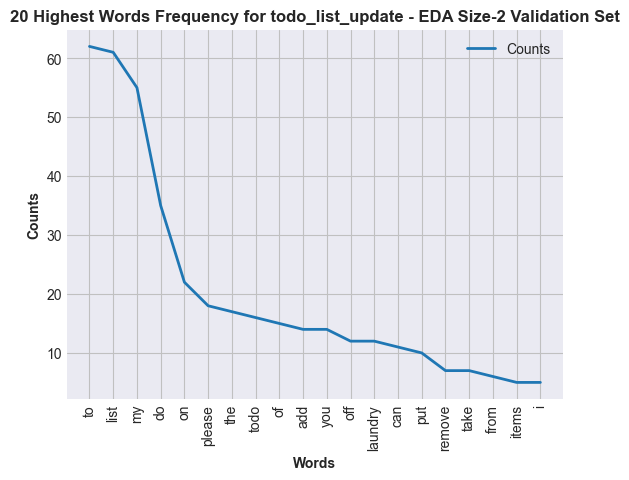 20 Highest Words Frequency for todo_list_update - EDA Size-2 Validation Set
Counts
60
50
40
30
20
10
Counts
to
list
my
do
on
please
the
todo
of
add
you
off
laundry
can
put
remove
take
from
items
i
Words